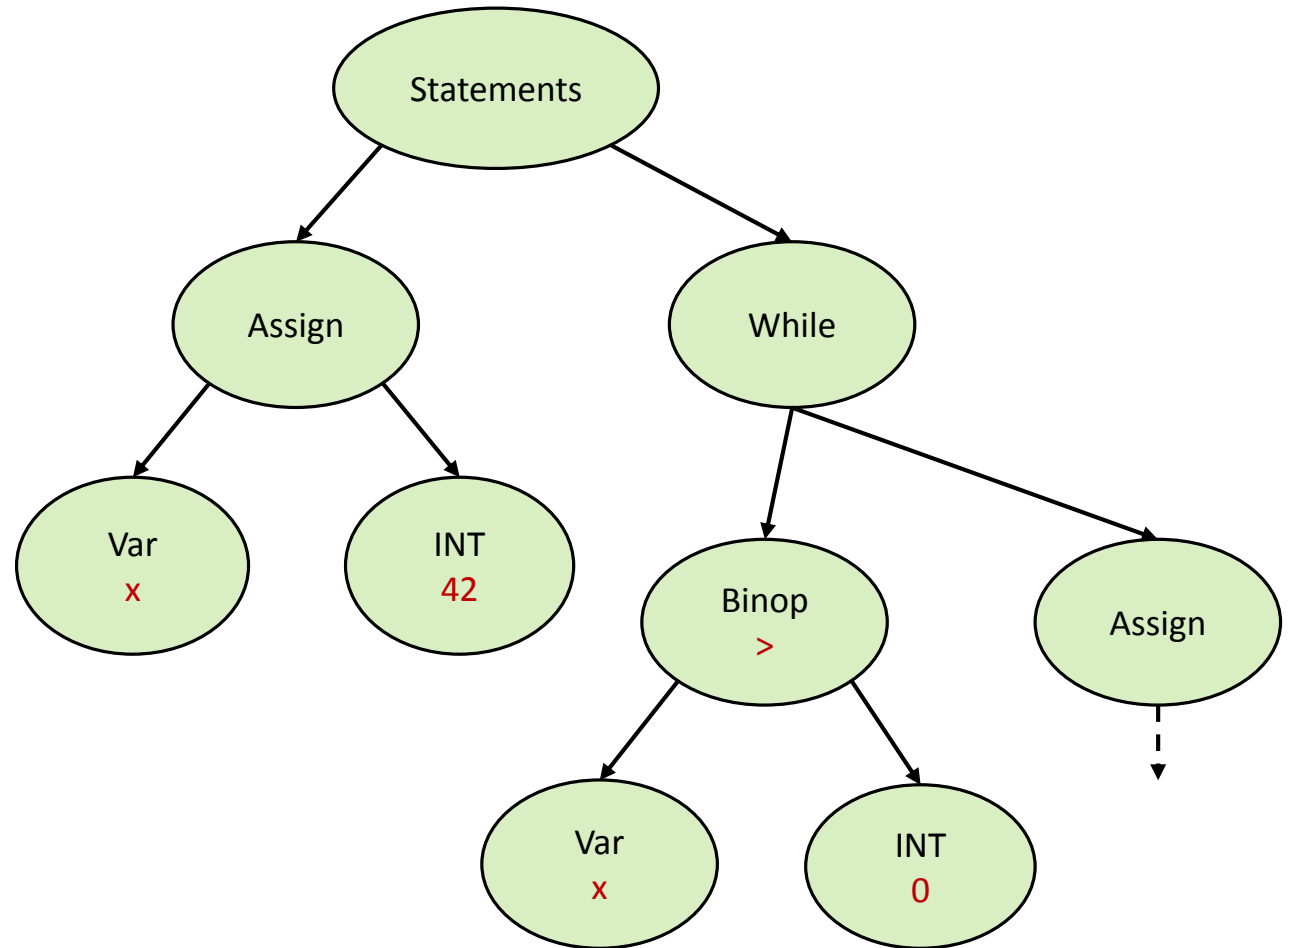 Statements
Assign
While
Var
x
INT
42
Binop
>
Assign
Var
x
INT
0